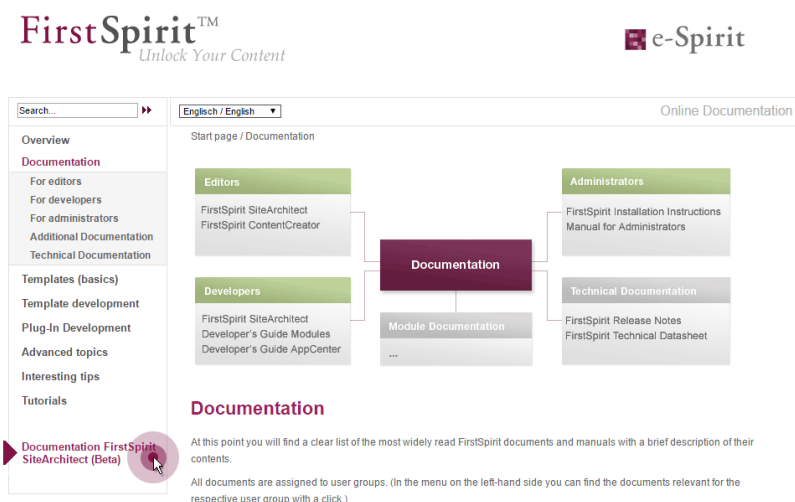 FirstSpirit™
Unlock Your Content
e-Spirit
Search...
Englisch / English
Online Documentation
Start page / Documentation
Overview
Documentation
For editors
For developers
For administrators
Additional Documentation
Technical Documentation
Templates (basics)
Template development
Plug-In Development
Advanced topics
Interesting tips
Tutorials
Documentation FirstSpirit
SiteArchitect (Beta)
Editors
FirstSpirit SiteArchitect
FirstSpirit ContentCreator
Administrators
FirstSpirit Installation Instructions
Manual for Administrators
Documentation
Developers
FirstSpirit SiteArchitect
Developer's Guide Modules
Developer's Guide AppCenter
Module Documentation
...
Technical Documentation
FirstSpirit Release Notes
FirstSpirit Technical Datasheet
Documentation
At this point you will find a clear list of the most widely read FirstSpirit documents and manuals with a brief description of their
contents.
All documents are assigned to user groups. (In the menu on the left-hand side you can find the documents relevant for the
respective user group with a click.)